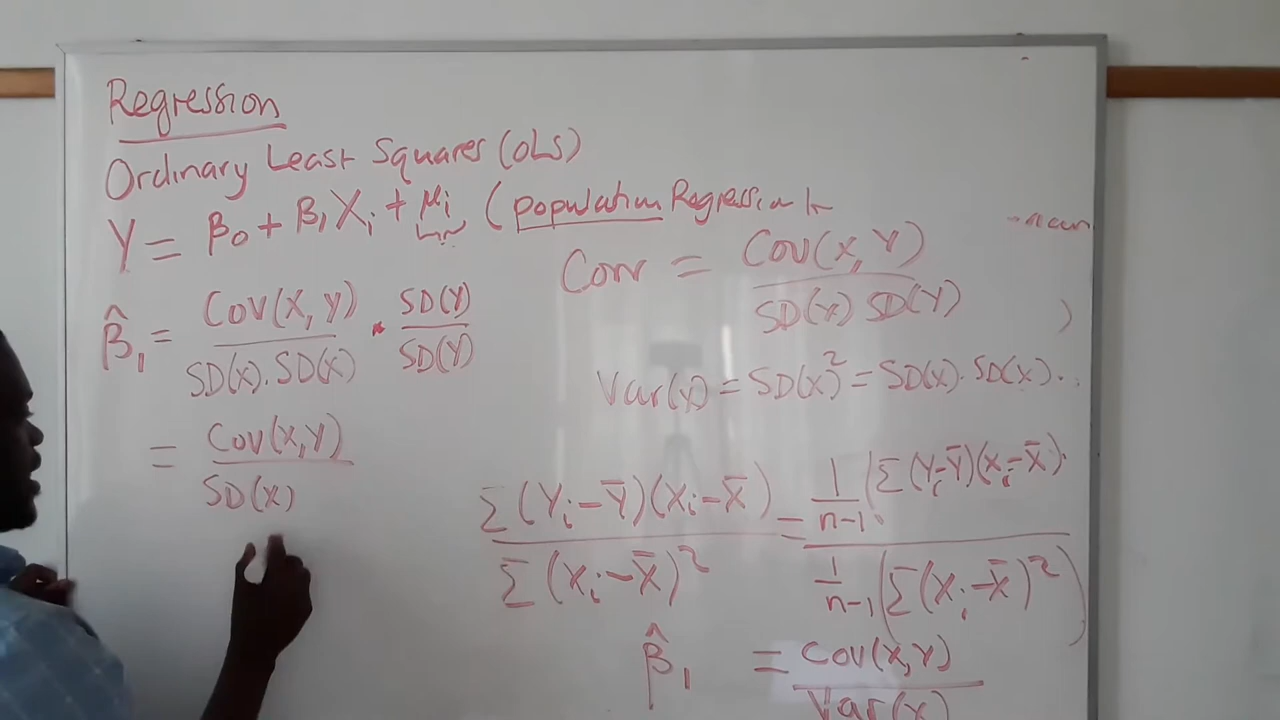 Regression
Ordinary Least Squares (OLS)
Y = β₀ + β₁Xᵢ + μᵢ (population Regression
Corr = Cov(X,Y) / SD(X) SD(Y)
β̂₁ = Cov(X,Y) / SD(X).SD(X) * SD(Y) / SD(Y)
Var(X) = SD(X)² = SD(X).SD(X)..
= Cov(X,Y) / SD(X)
Σ(Yᵢ-Ȳ)(Xᵢ-X̄) / Σ(Xᵢ-X̄)² = 1/n-1 (Σ(Yᵢ-Ȳ)(Xᵢ-X̄). / 1/n-1 (Σ(Xᵢ-X̄)²)
β̂₁ = Cov(X,Y) / Var(X)